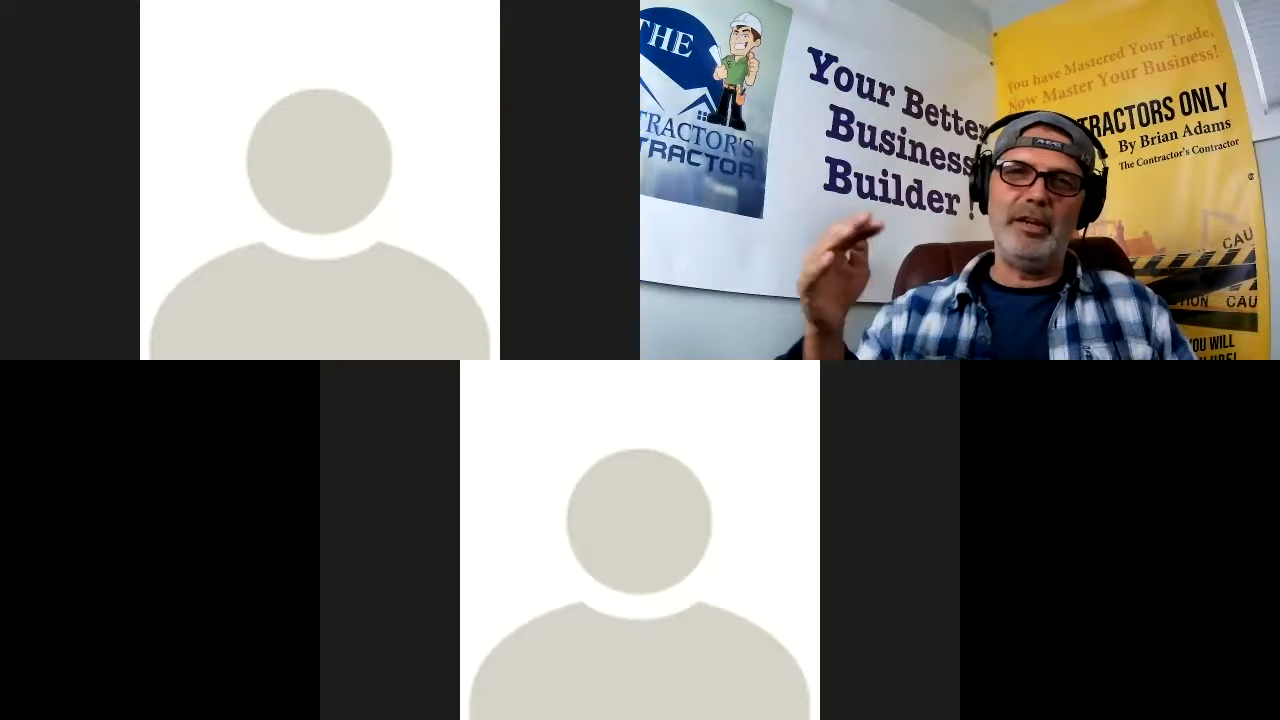 THE
TRACTOR'S
TRACTOR
Your Better
Business
Builder !
You have Mastered Your Trade,
Now Master Your Business!
TRACTORS ONLY
By Brian Adams
The Contractor's Contractor
CAU
TION CAU
YOU WILL